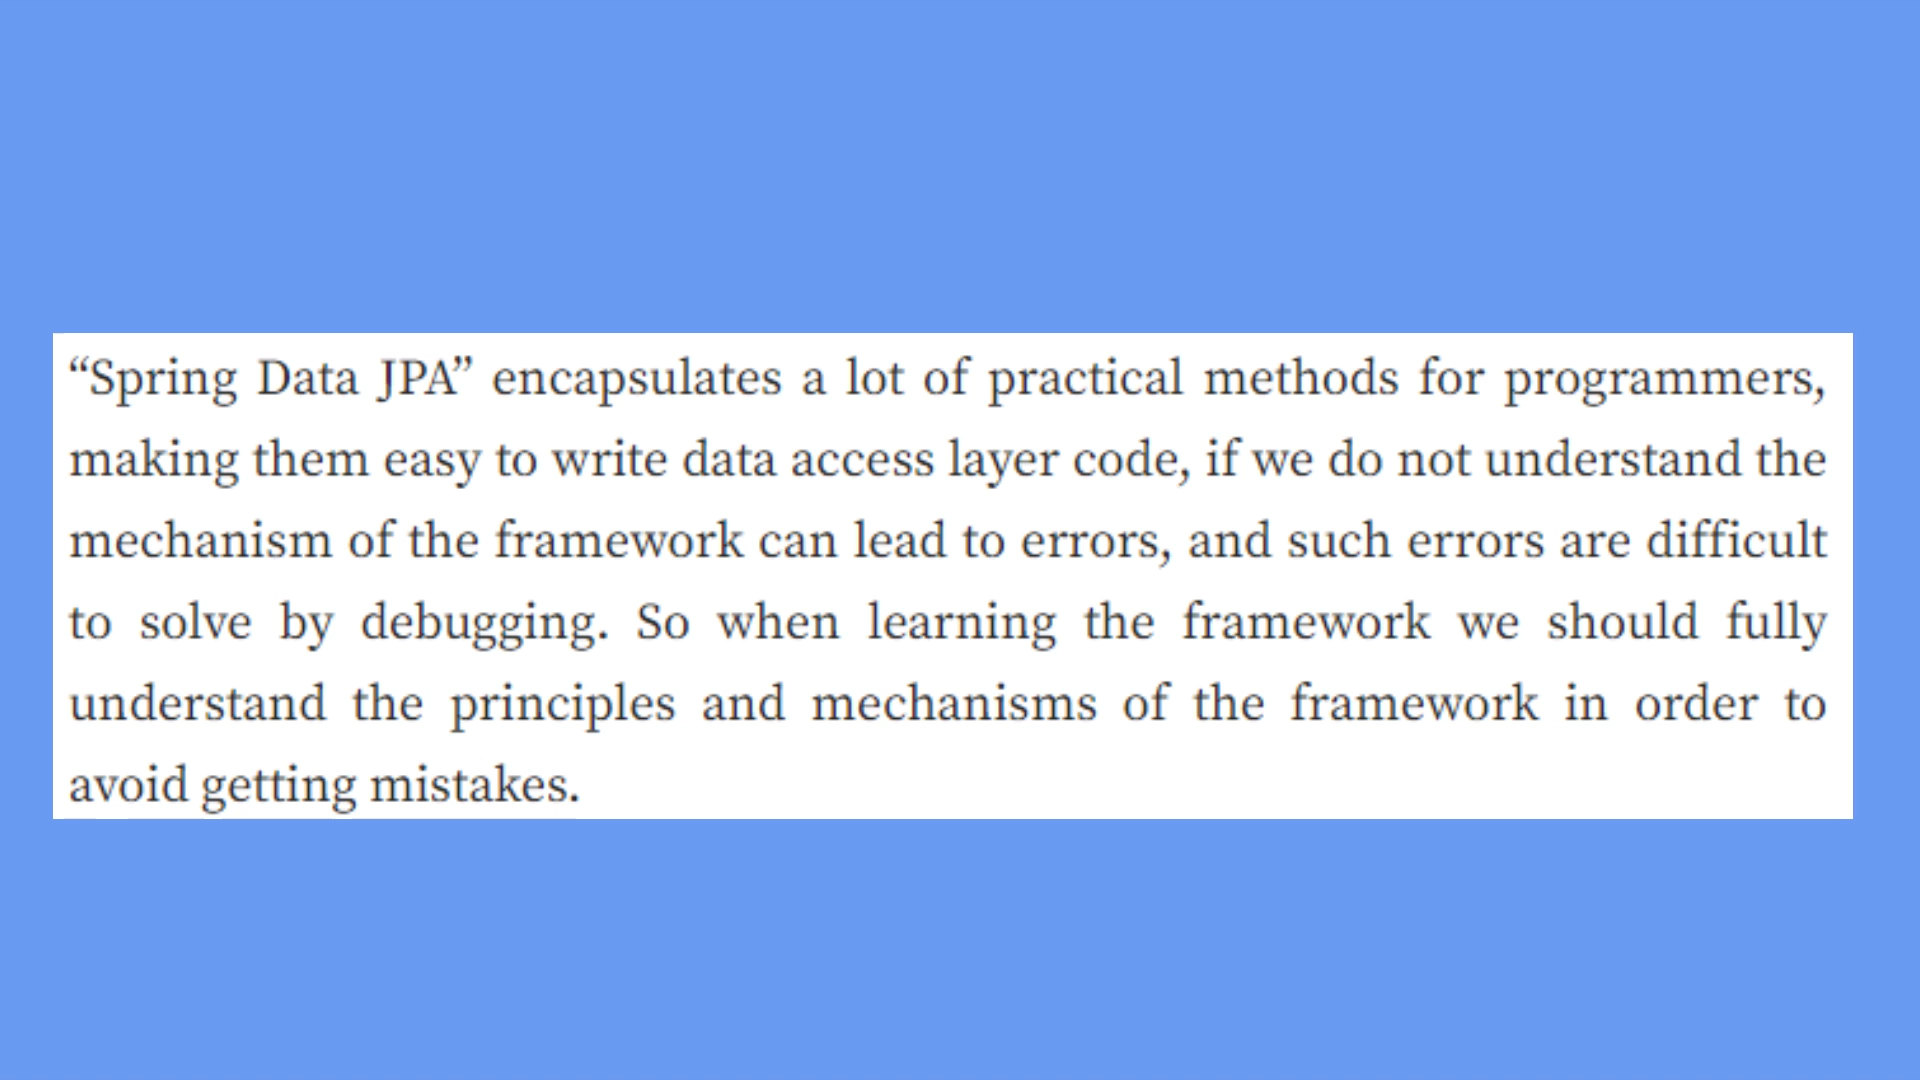 “Spring Data JPA” encapsulates a lot of practical methods for programmers,
making them easy to write data access layer code, if we do not understand the
mechanism of the framework can lead to errors, and such errors are difficult
to solve by debugging. So when learning the framework we should fully
understand the principles and mechanisms of the framework in order to
avoid getting mistakes.